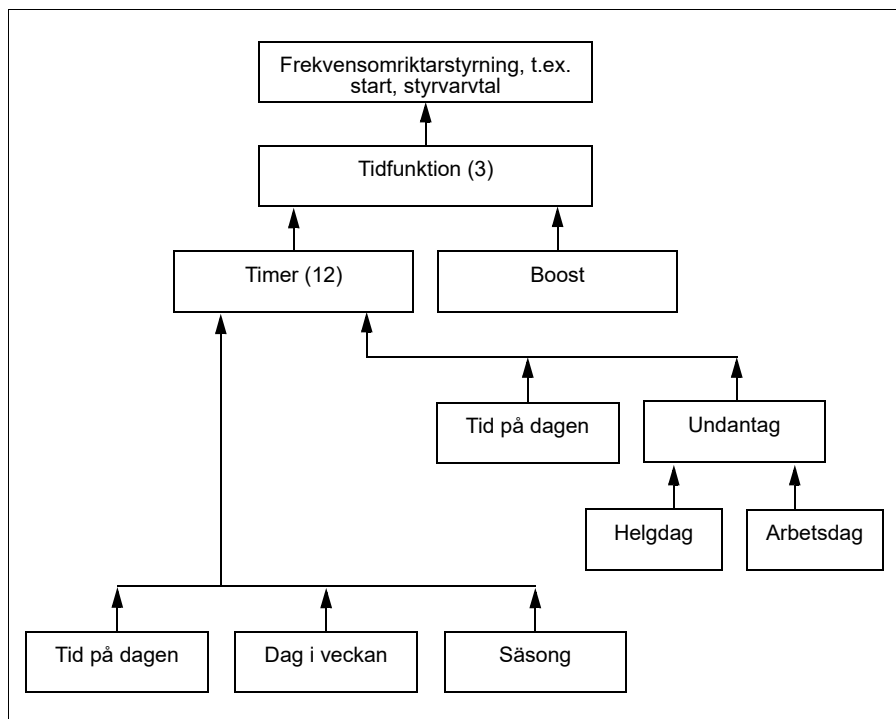 Frekvensomriktarstyrning, t.ex.
start, styrvarvtal
Tidfunktion (3)
Timer (12)
Boost
Tid på dagen
Undantag
Helgdag
Arbetsdag
Tid på dagen
Dag i veckan
Säsong